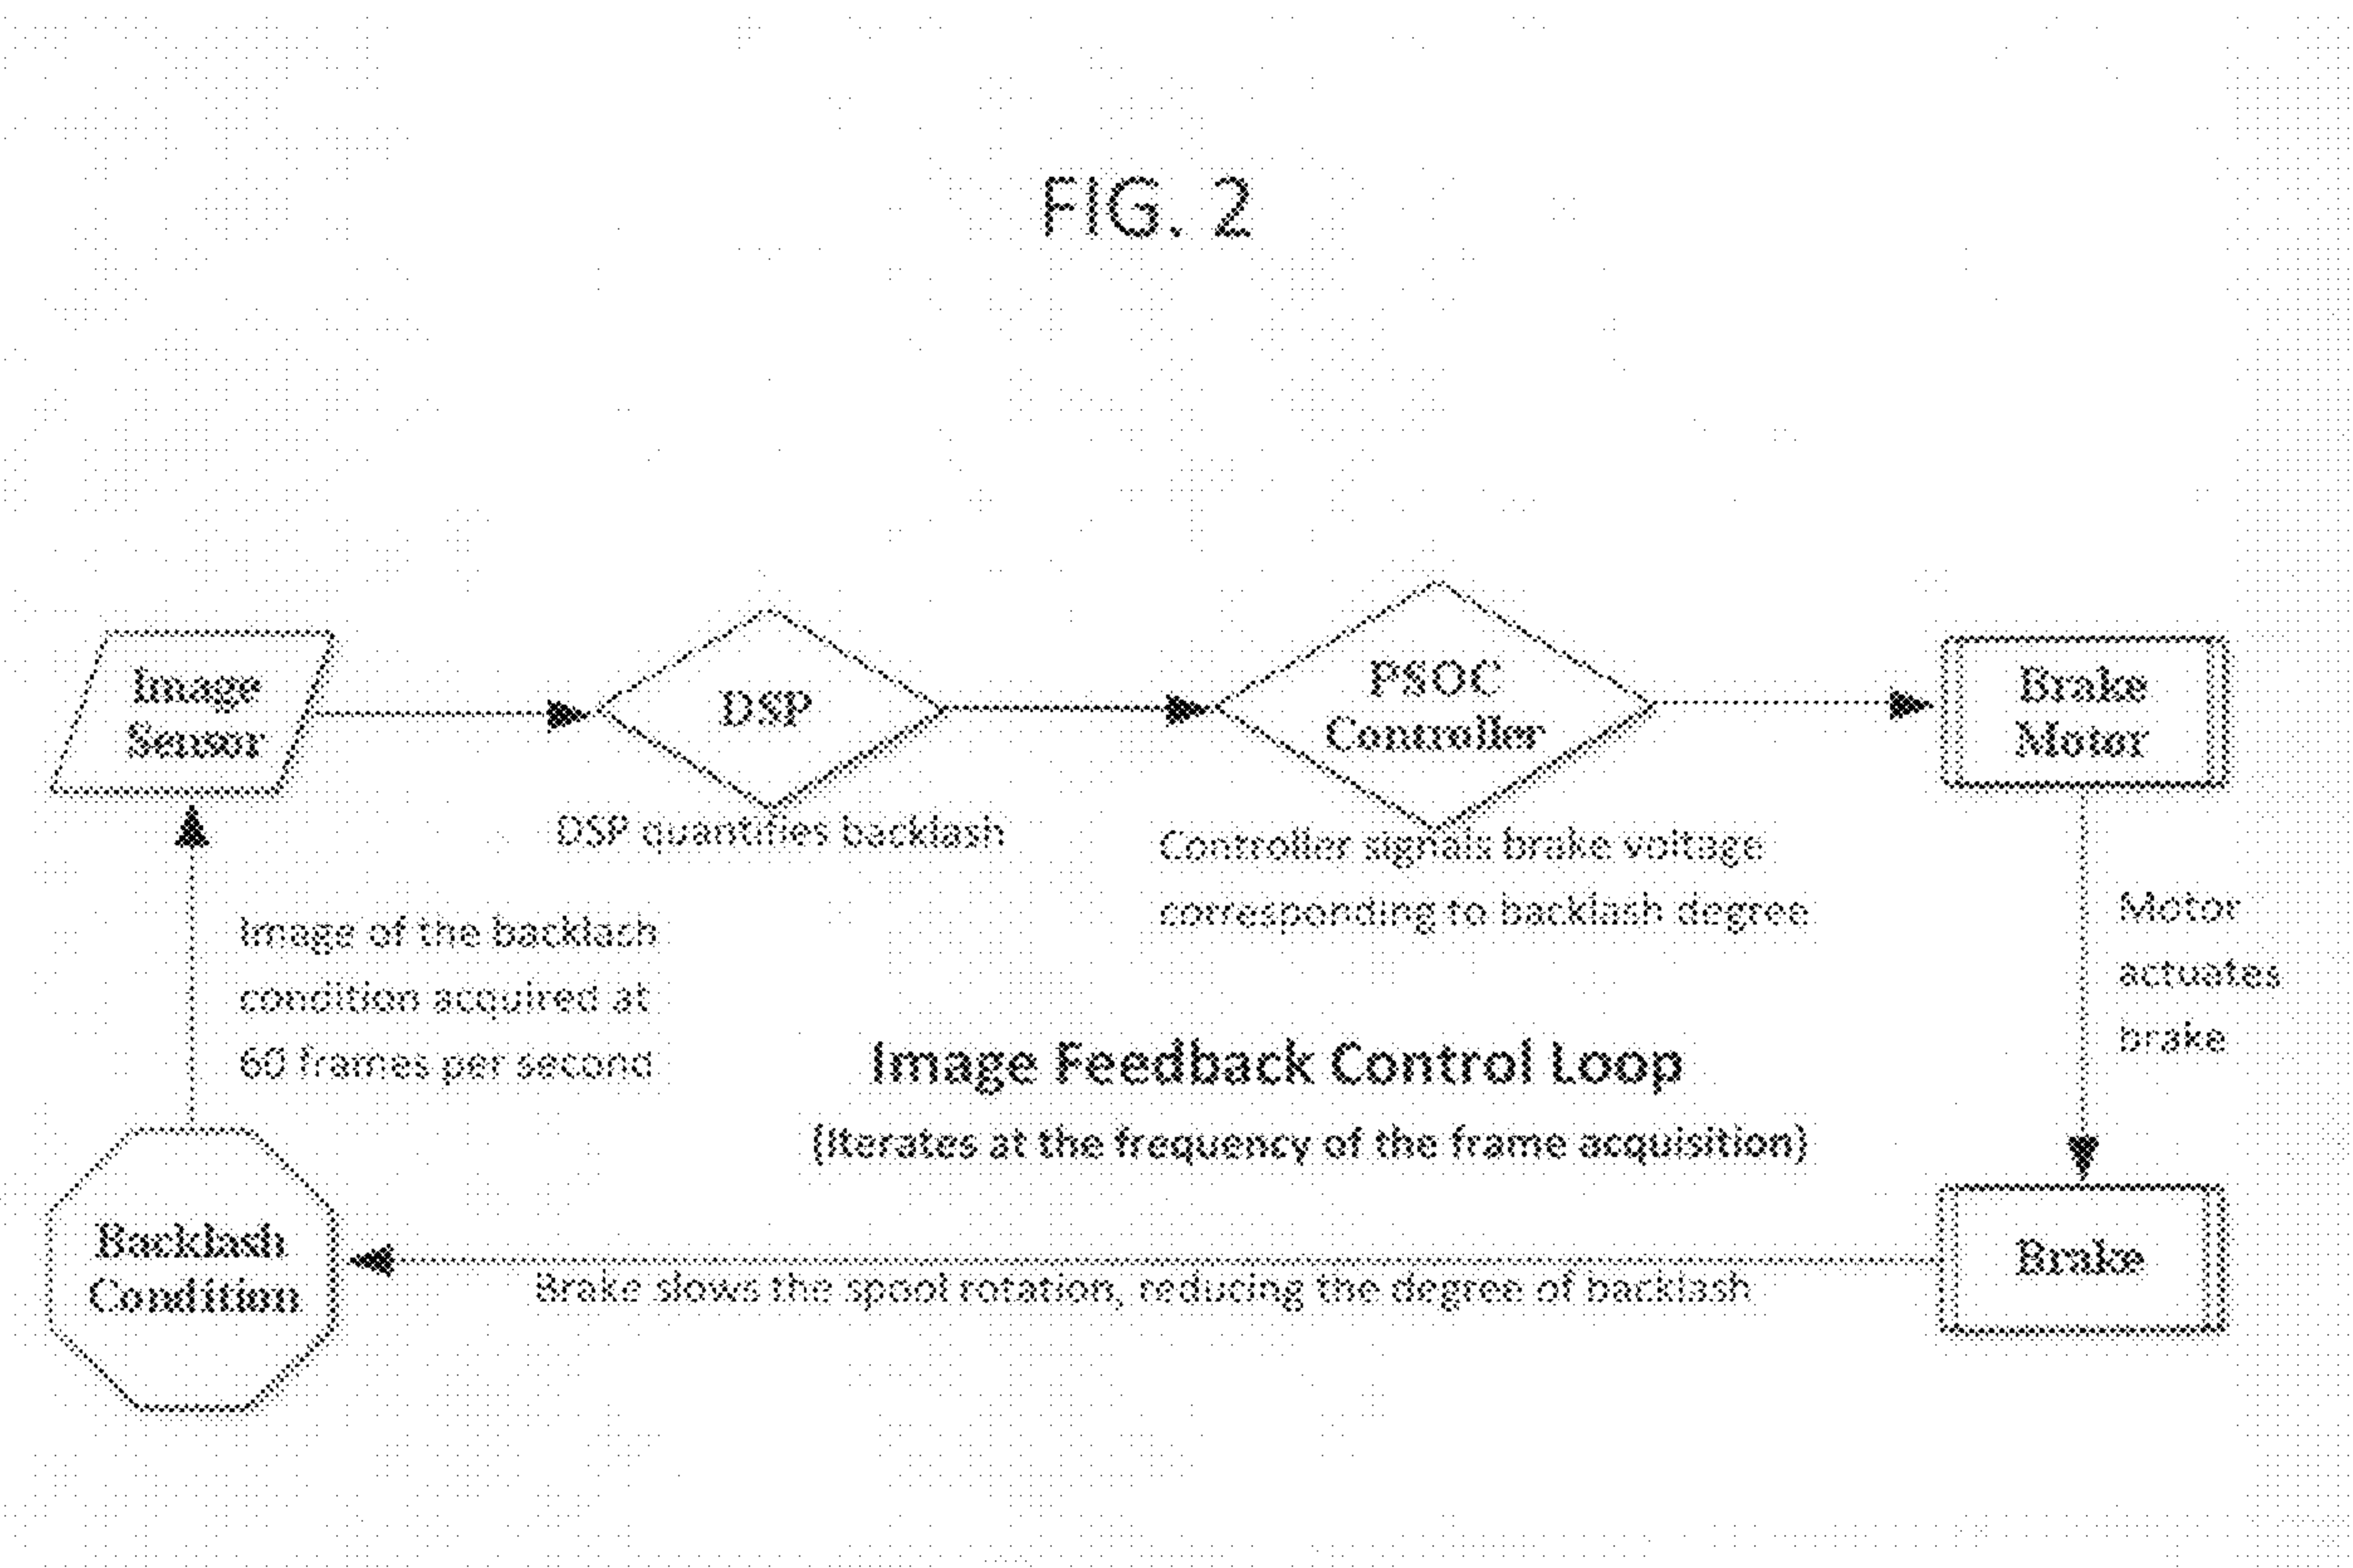 FIG. 2
Image
Sensor
DSP
PSOC
Controller
Brake
Motor
DSP quantifies backlash
Controller signals brake voltage
corresponding to backlash degree
Motor
actuates
brake
Image of the backlach
condition acquired at
60 frames per second
Image Feedback Control Loop
(Iterates at the frequency of the frame acquisition)
Backlash
Condition
Brake slows the spool rotation, reducing the degree of backlash
Brake